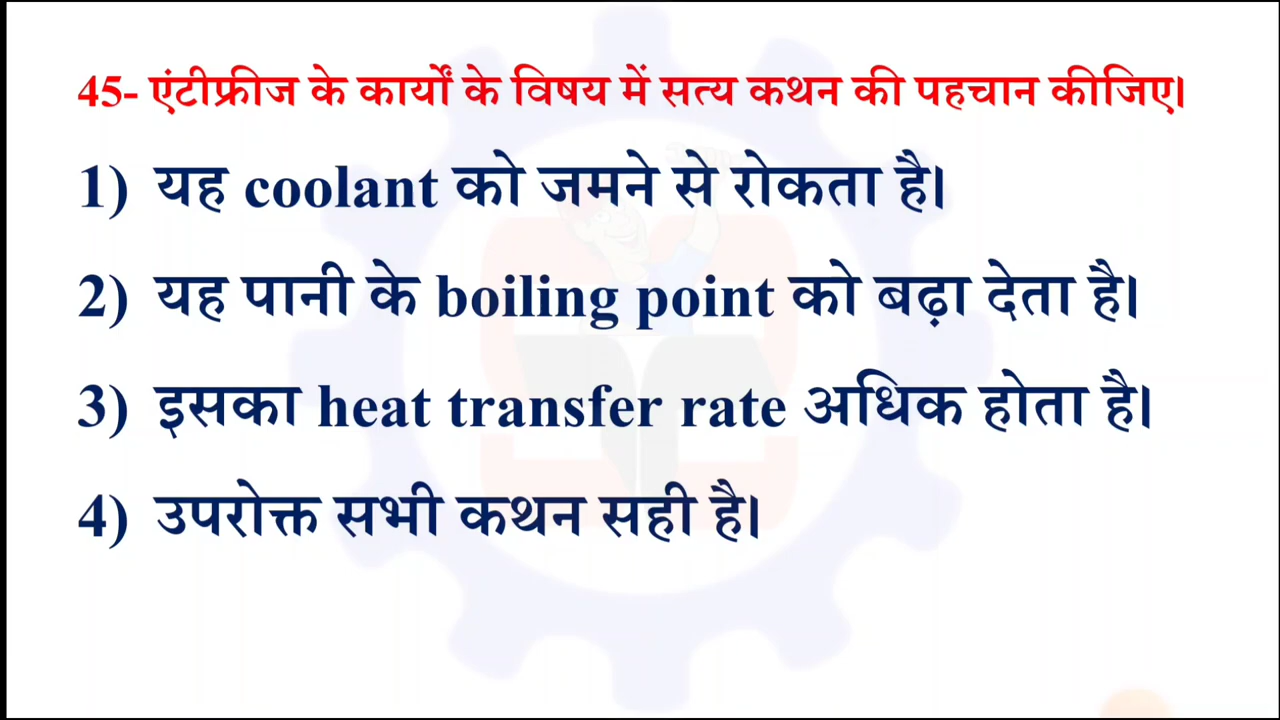 45- एंटीफ्रीज के कार्यों के विषय में सत्य कथन की पहचान कीजिए।
1) यह coolant को जमने से रोकता है।
2) यह पानी के boiling point को बढ़ा देता है।
3) इसका heat transfer rate अधिक होता है।
4) उपरोक्त सभी कथन सही है।